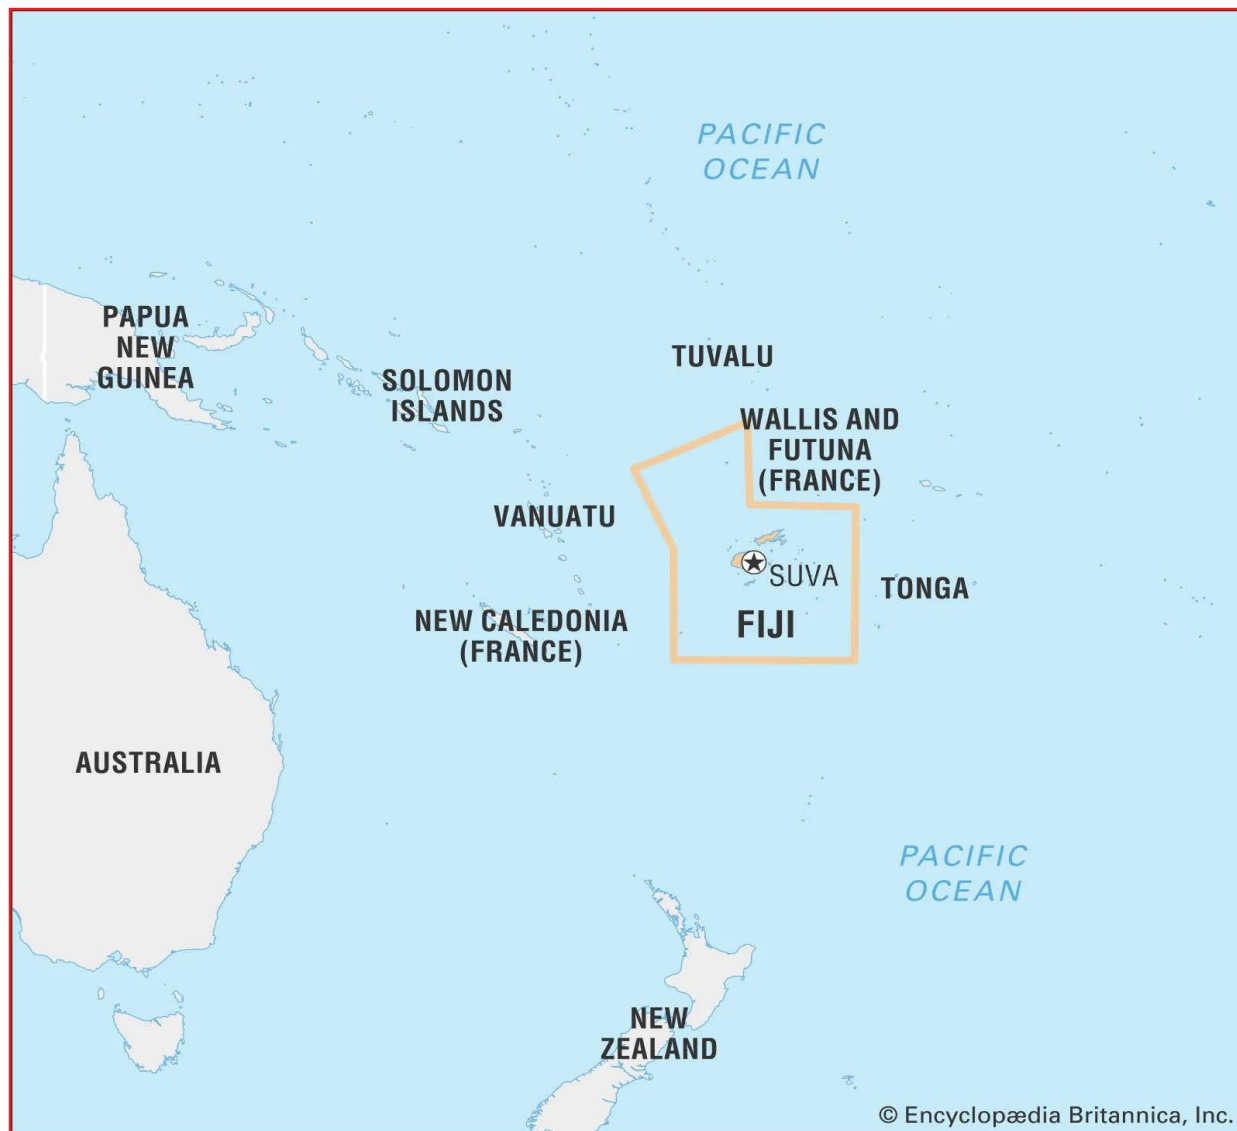 PACIFIC
OCEAN
PAPUA
NEW
GUINEA
TUVALU
SOLOMON
ISLANDS
WALLIS AND
FUTUNA
(FRANCE)
VANUATU
SUVA
TONGA
NEW CALEDONIA
(FRANCE)
FIJI
AUSTRALIA
PACIFIC
OCEAN
NEW
ZEALAND
© Encyclopædia Britannica, Inc.